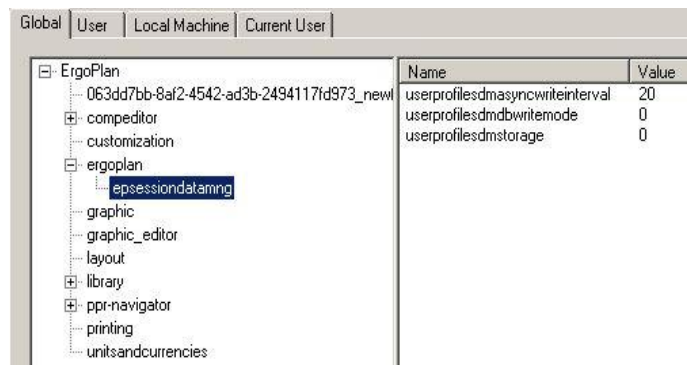 Global User Local Machine Current User
ErgoPlan
063dd7bb-8af2-4542-ad3b-2494117fd973_newl
compeditor
customization
ergoplan
epsessiondatamng
graphic
graphic_editor
layout
library
ppr-navigator
printing
unitsandcurrencies
Name Value
userprofilesdmasyncwriteinterval 20
userprofilesdmdbwritemode 0
userprofilesdmstorage 0